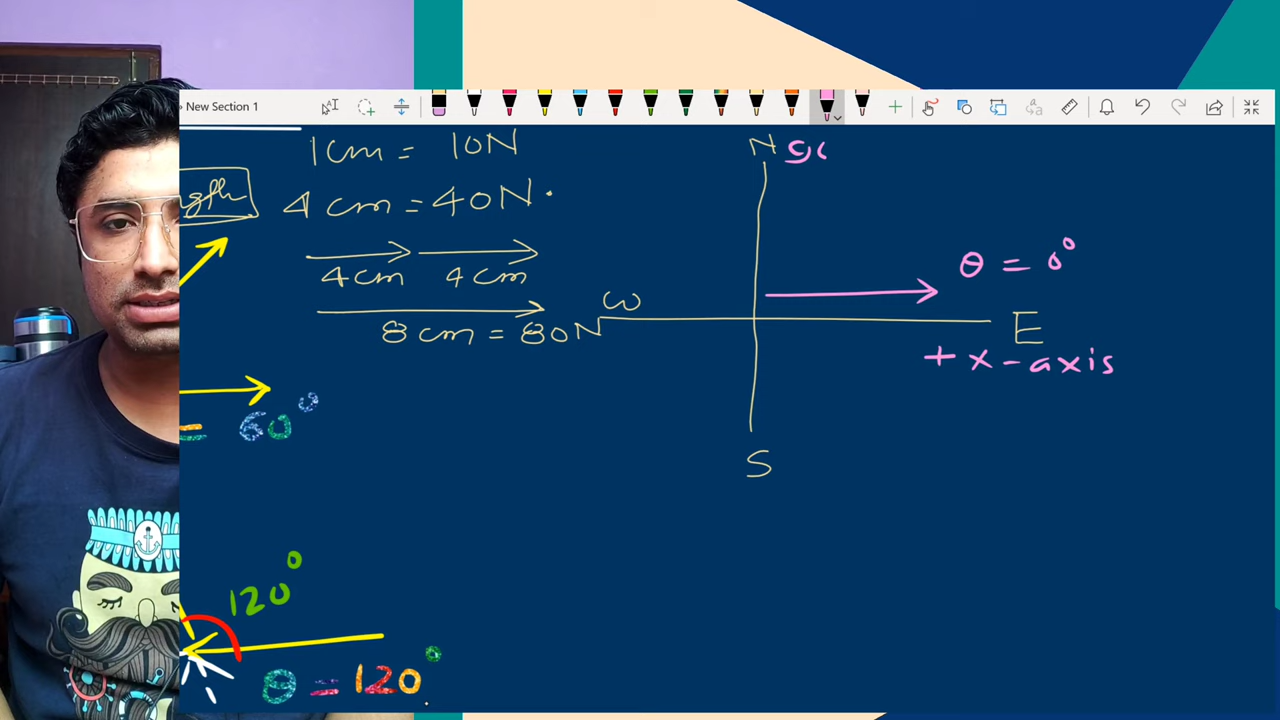 New Section 1
1cm = 10N
4 cm = 40N.
4cm 4cm
8 cm = 80N
60°
120°
θ = 120°
N
W
E
S
θ = 0°
+ x - axis